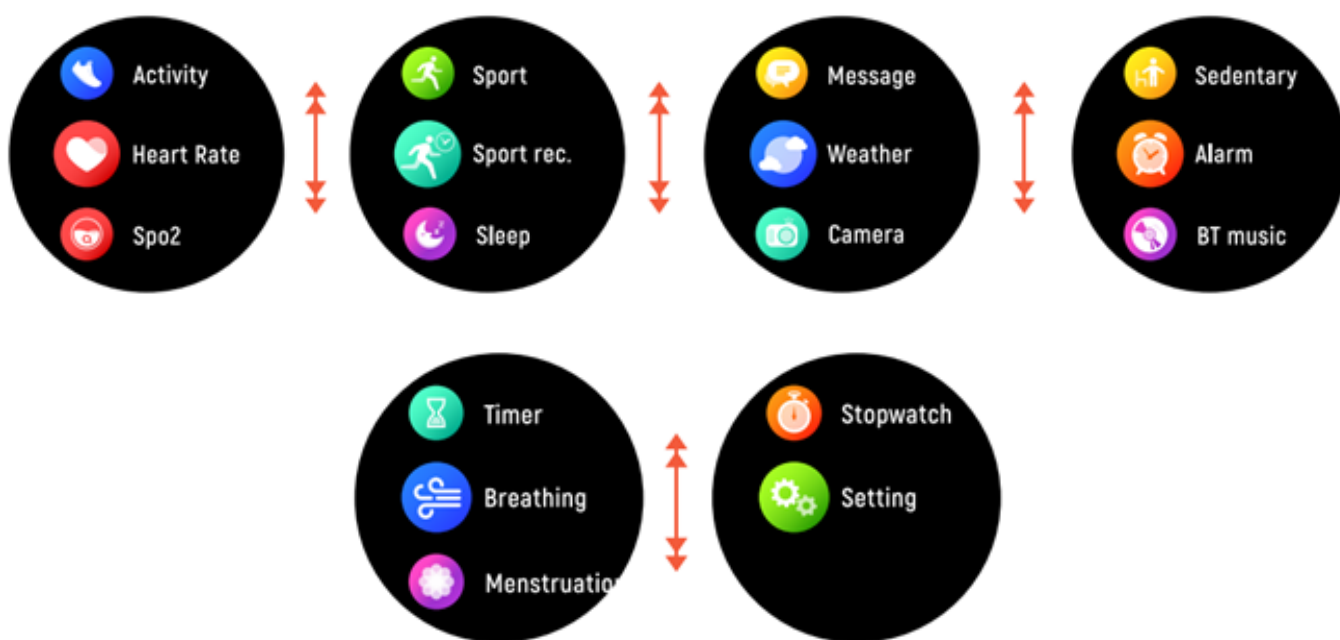 Activity
Heart Rate
Spo2
Sport
Sport rec.
Sleep
Message
Weather
Camera
Sedentary
Alarm
BT music
Timer
Breathing
Menstruation
Stopwatch
Setting